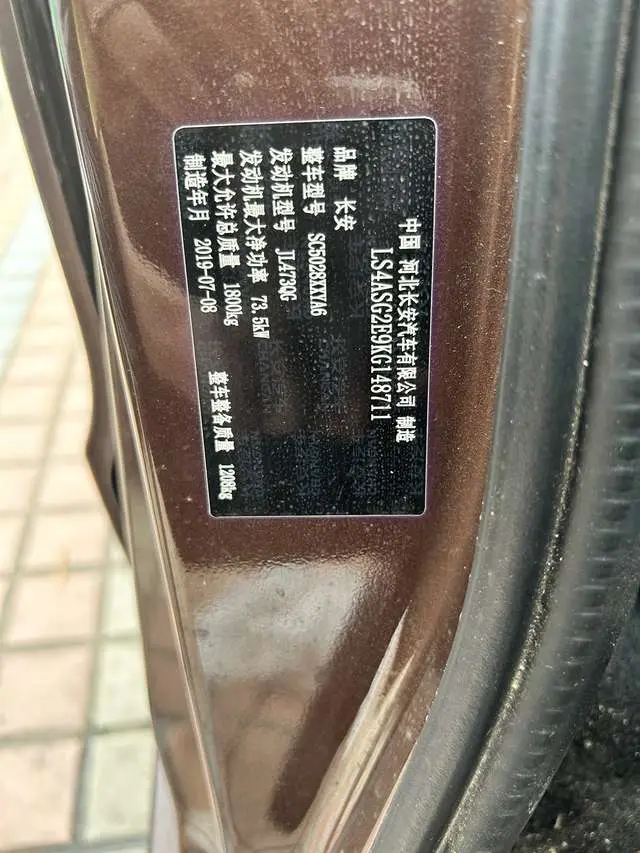 中国 河北长安汽车有限公司 制造
LS4ASG2E9KG148711
品牌 长安
整车型号 SC5028XXYA6
发动机型号 JL473QG
发动机最大净功率 73.5kW
最大允许总质量 1800kg 整车整备质量 1208kg
制造年月 2019-07-08